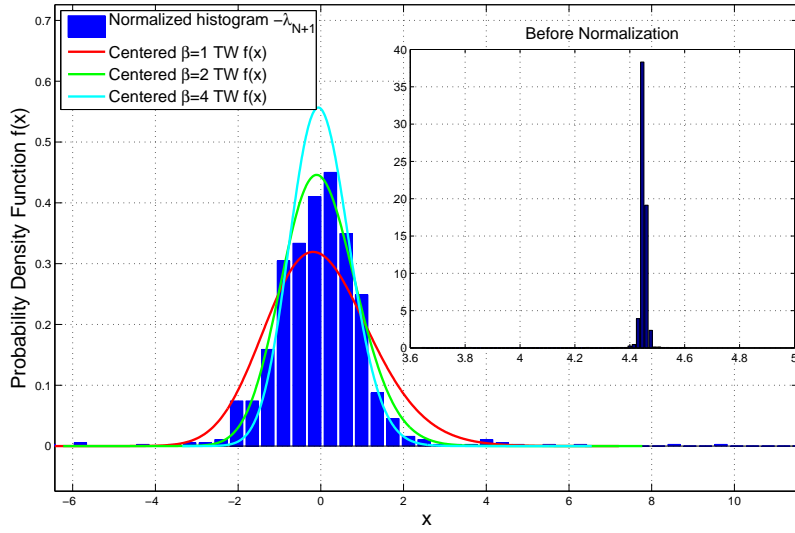 Normalized histogram -λN+1
Centered β=1 TW f(x)
Centered β=2 TW f(x)
Centered β=4 TW f(x)
Before Normalization
40
35
30
25
20
15
10
5
0
3.6 3.8 4 4.2 4.4 4.6 4.8 5
Probability Density Function f(x)
0.7
0.6
0.5
0.4
0.3
0.2
0.1
0
-6 -4 -2 0 2 4 6 8 10
x